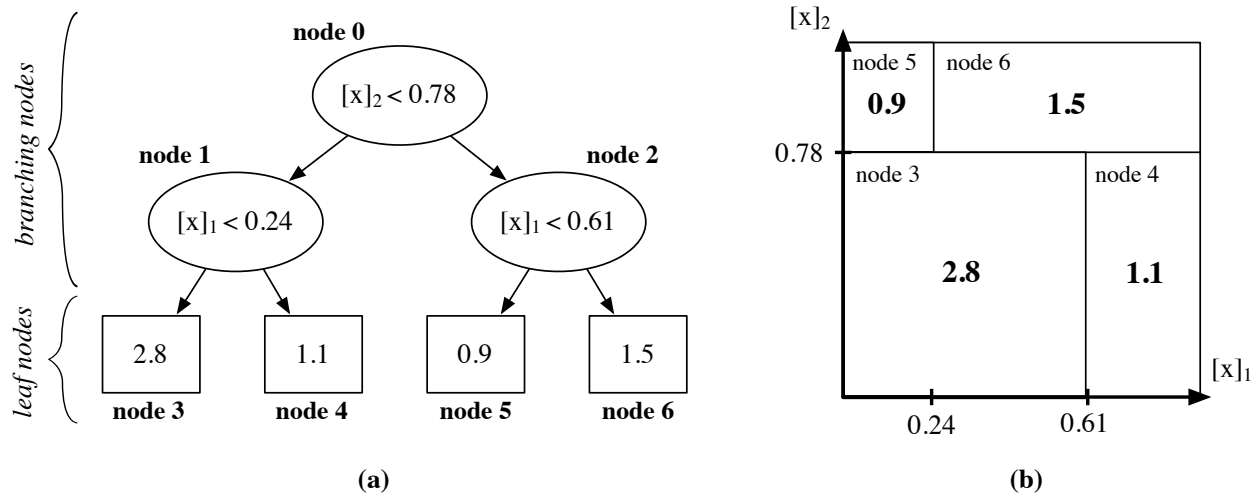 node 0
[x]2 < 0.78
node 1
node 2
[x]1 < 0.24
[x]1 < 0.61
branching nodes
leaf nodes
2.8
1.1
0.9
1.5
node 3
node 4
node 5
node 6
(a)
[x]2
node 5
node 6
0.9
1.5
0.78
node 3
node 4
2.8
1.1
[x]1
0.24
0.61
(b)